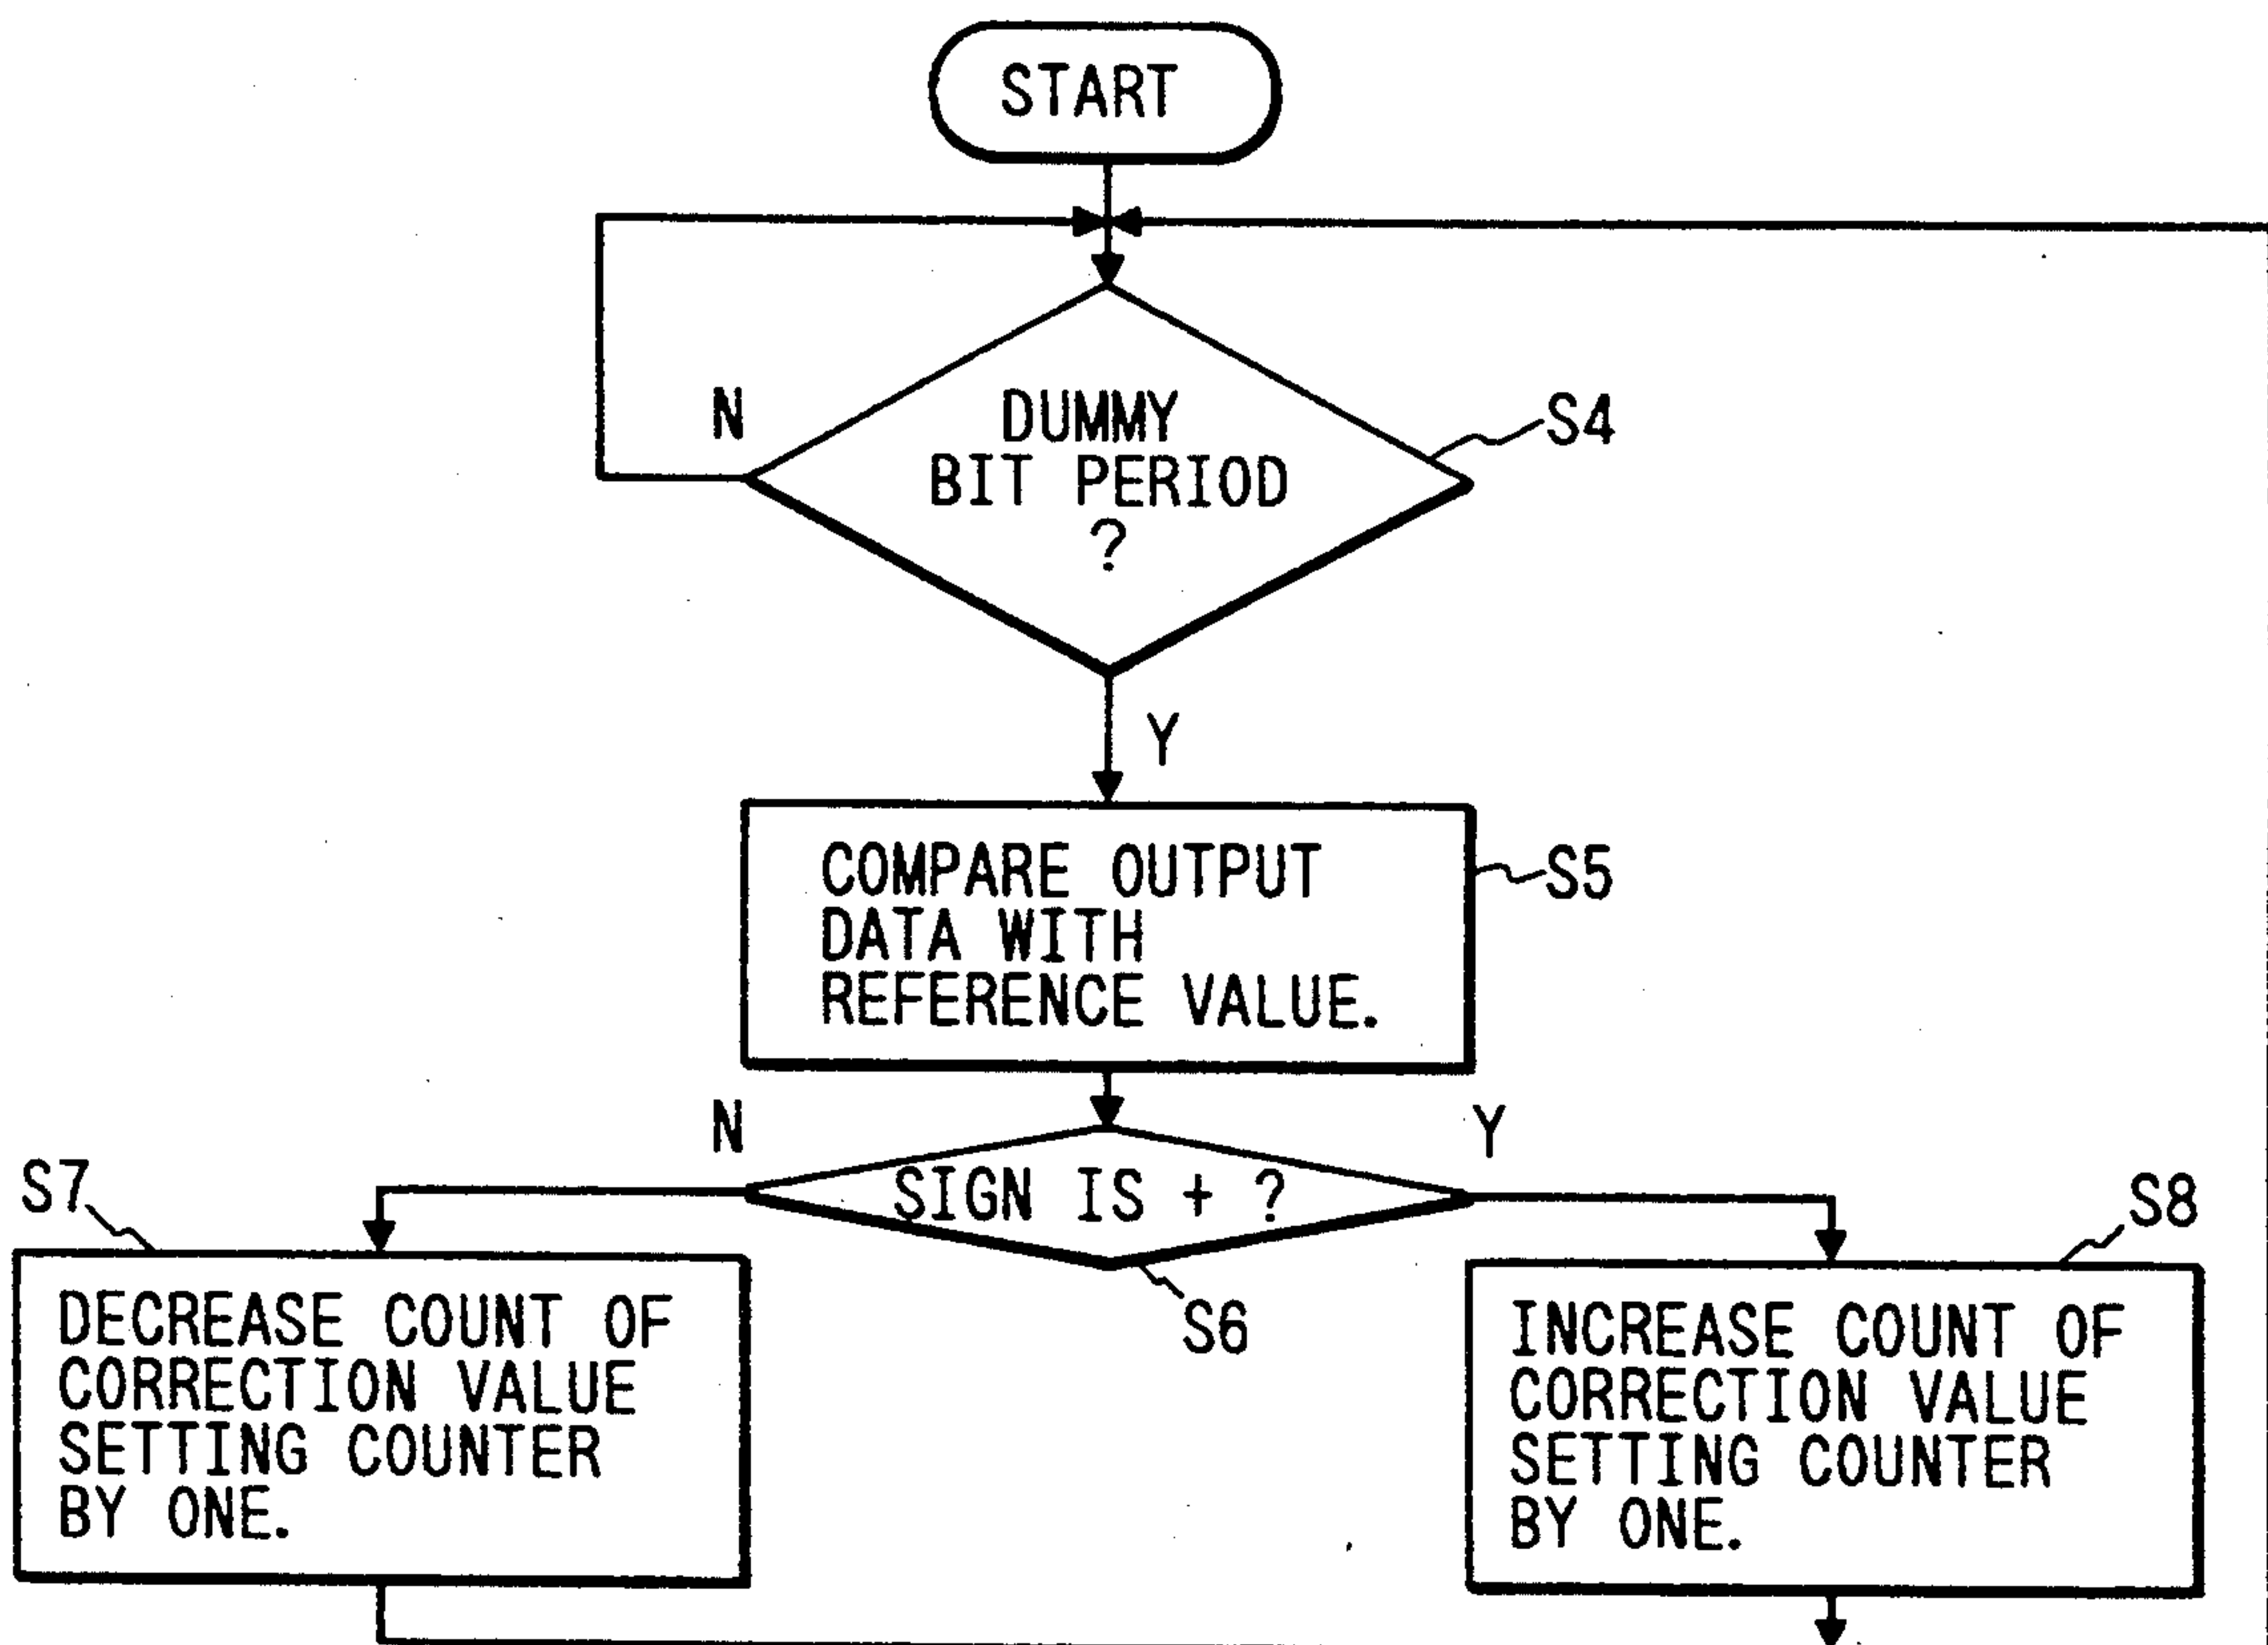 START
N
DUMMY
BIT PERIOD
?
S4
Y
COMPARE OUTPUT
DATA WITH
REFERENCE VALUE.
S5
N
Y
SIGN IS + ?
S6
S7
DECREASE COUNT OF
CORRECTION VALUE
SETTING COUNTER
BY ONE.
S8
INCREASE COUNT OF
CORRECTION VALUE
SETTING COUNTER
BY ONE.